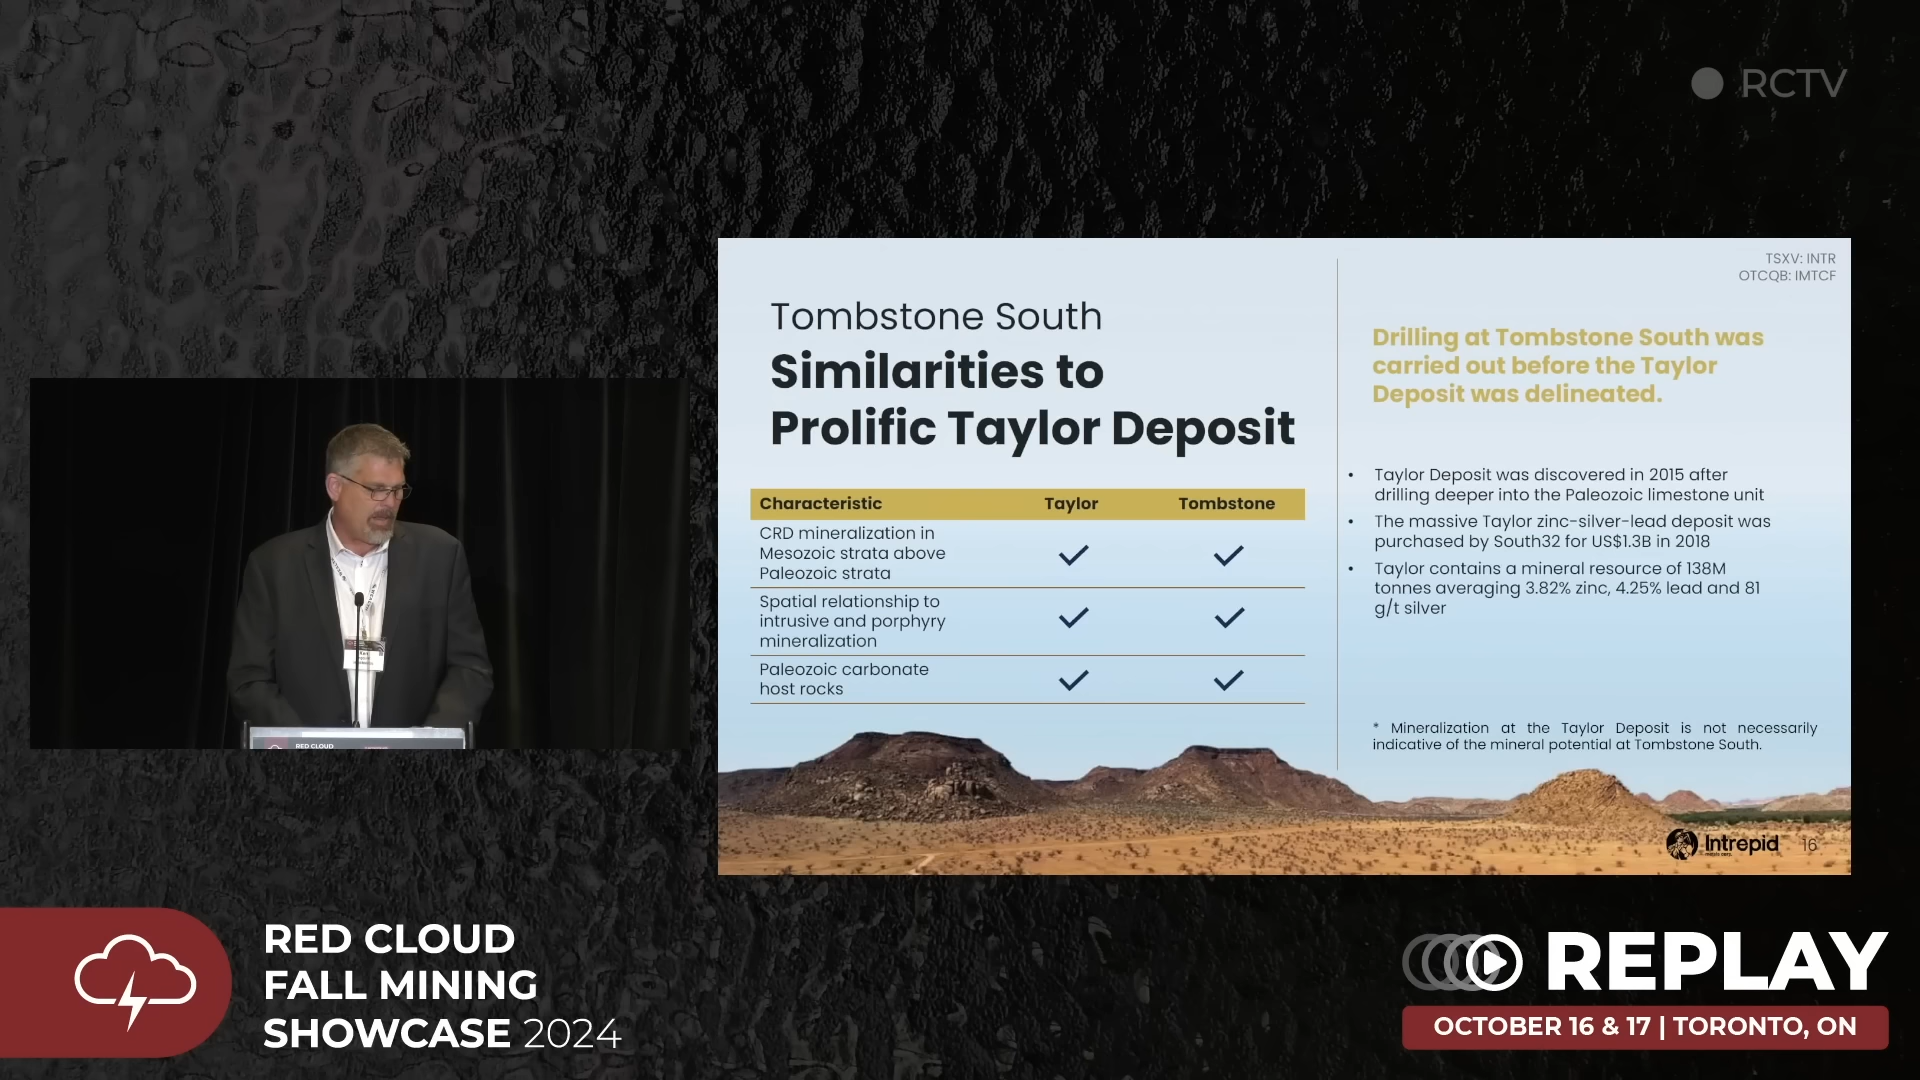 RCTV
TSXV: INTR
OTCQB: IMTCF
Tombstone South
Similarities to
Prolific Taylor Deposit
Characteristic Taylor Tombstone
CRD mineralization in
Mesozoic strata above
Paleozoic strata
Spatial relationship to
intrusive and porphyry
mineralization
Paleozoic carbonate
host rocks
Drilling at Tombstone South was
carried out before the Taylor
Deposit was delineated.
• Taylor Deposit was discovered in 2015 after
drilling deeper into the Paleozoic limestone unit
• The massive Taylor zinc-silver-lead deposit was
purchased by South32 for US$1.3B in 2018
• Taylor contains a mineral resource of 138M
tonnes averaging 3.82% zinc, 4.25% lead and 81
g/t silver
* Mineralization at the Taylor Deposit is not necessarily
indicative of the mineral potential at Tombstone South.
Intrepid
16
RED CLOUD
RED CLOUD
FALL MINING
SHOWCASE 2024
REPLAY
OCTOBER 16 & 17 | TORONTO, ON